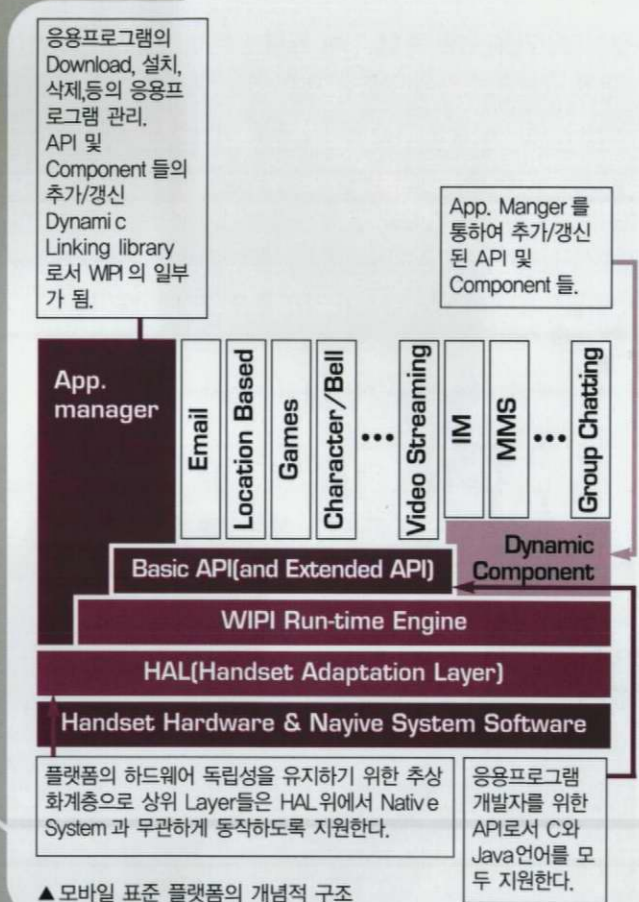 응용프로그램의
Download, 설치,
삭제,등의 응용프
로그램 관리.
API 및
Component 들의
추가/갱신
Dynamic
Linking library
로서 WIPI 의 일부
가 됨.
App. Manger 를
통하여 추가/갱신
된 API 및
Component 들.
App.
manager
Email
Location Based
Games
Character/Bell
•••
Video Streaming
IM
MMS
•••
Group Chatting
Dynamic
Component
Basic API(and Extended API)
WIPI Run-time Engine
HAL(Handset Adaptation Layer)
Handset Hardware & Nayive System Software
플랫폼의 하드웨어 독립성을 유지하기 위한 추상
화계층으로 상위 Layer들은 HAL위에서 Native
System 과 무관하게 동작하도록 지원한다.
응용프로그램
개발자를 위한
API로서 C와
Java언어를 모
두 지원한다.
▲모바일 표준 플랫폼의 개념적 구조